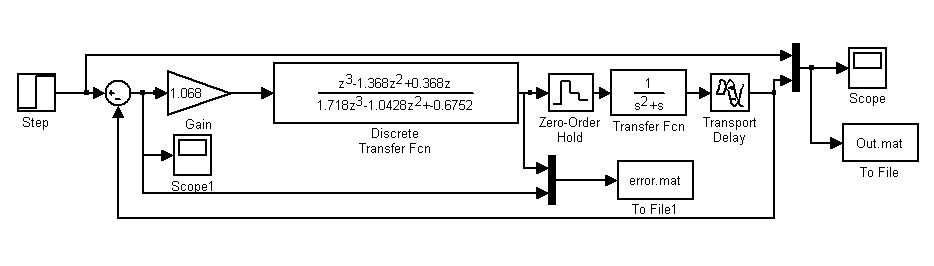 Step
1.068
Gain
Scope1
z³-1.368z²+0.368z
1.718z³-1.0428z²+-0.6752
Discrete
Transfer Fcn
Zero-Order
Hold
1
s²+s
Transfer Fcn
Transport
Delay
Scope
Out.mat
To File
error.mat
To File1